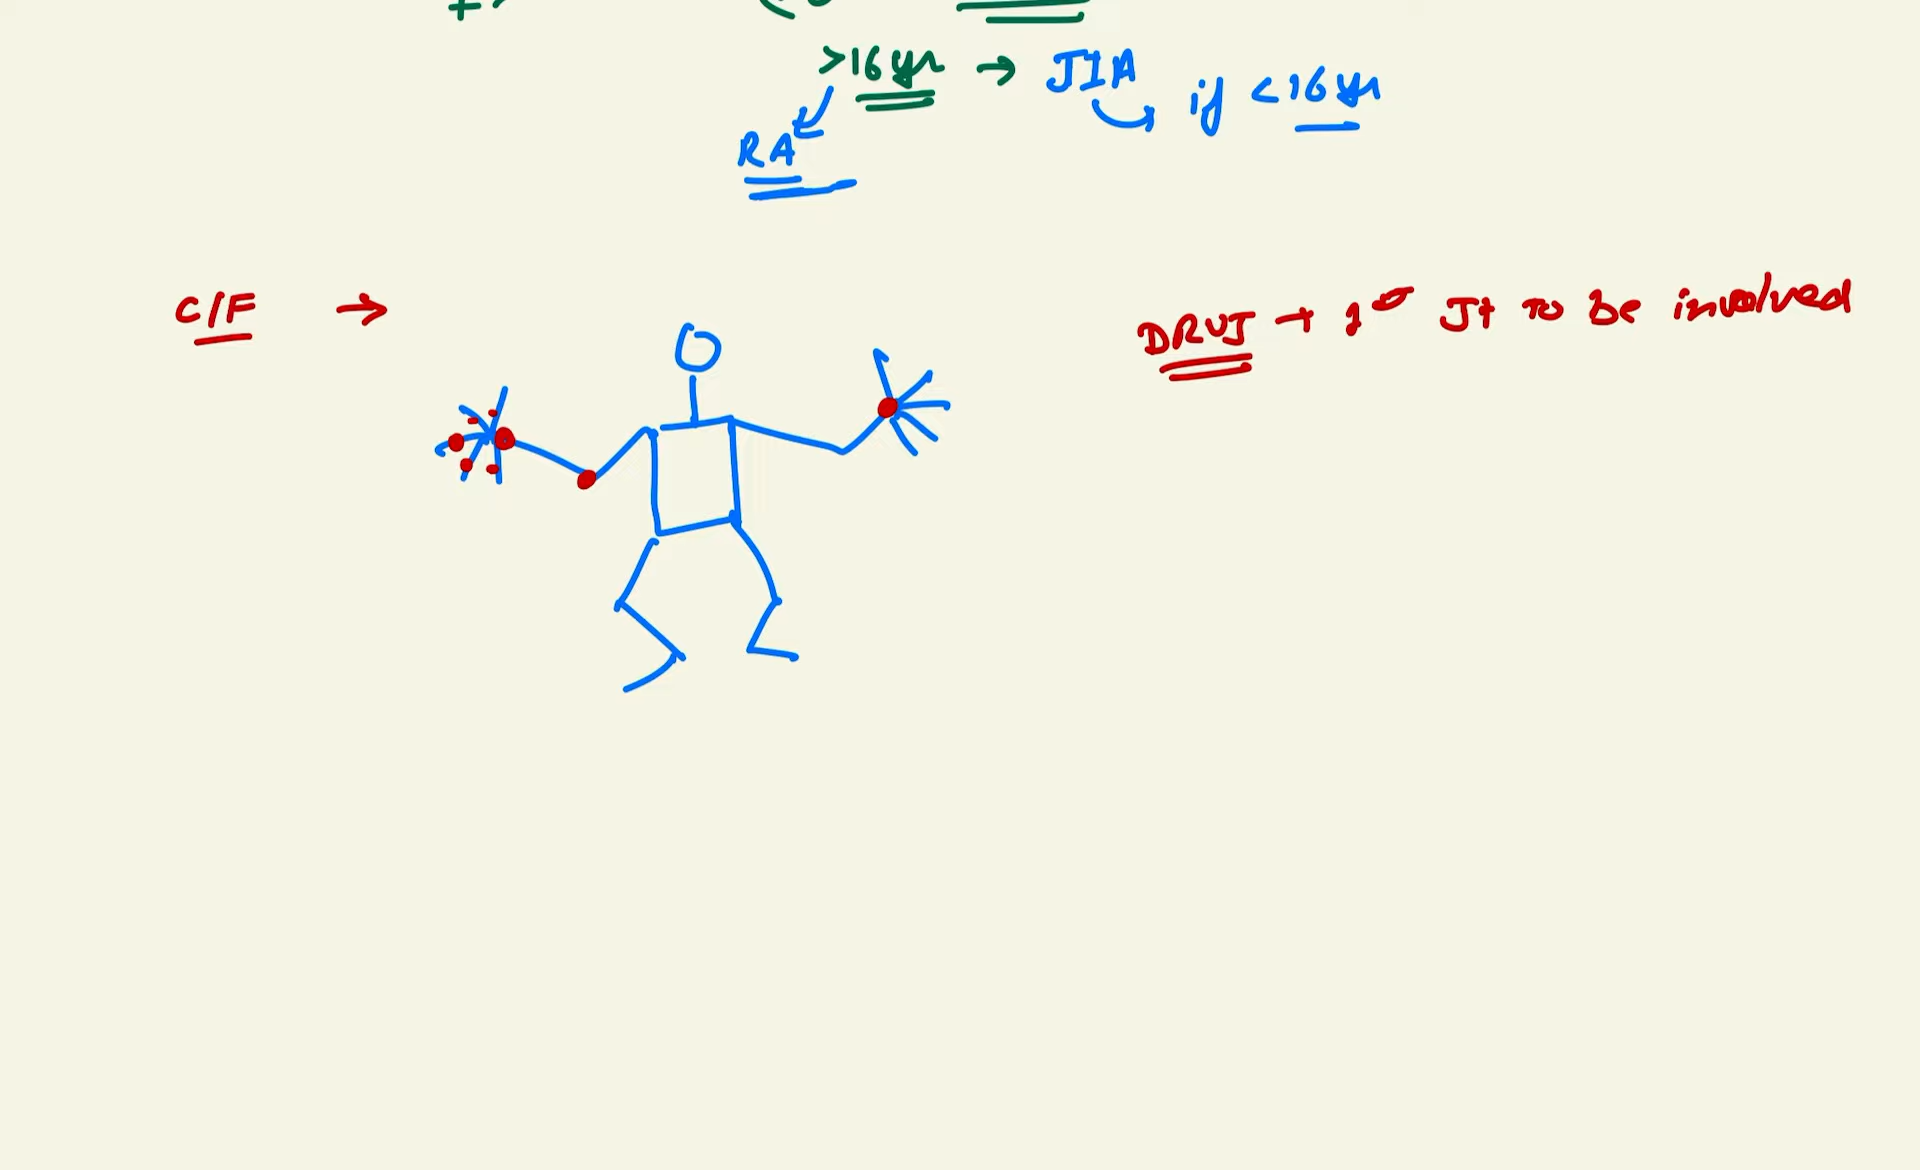 >16 yr → JIA if <16 yr
RA
C/F →
DRUJ → 1° Jt to be involved